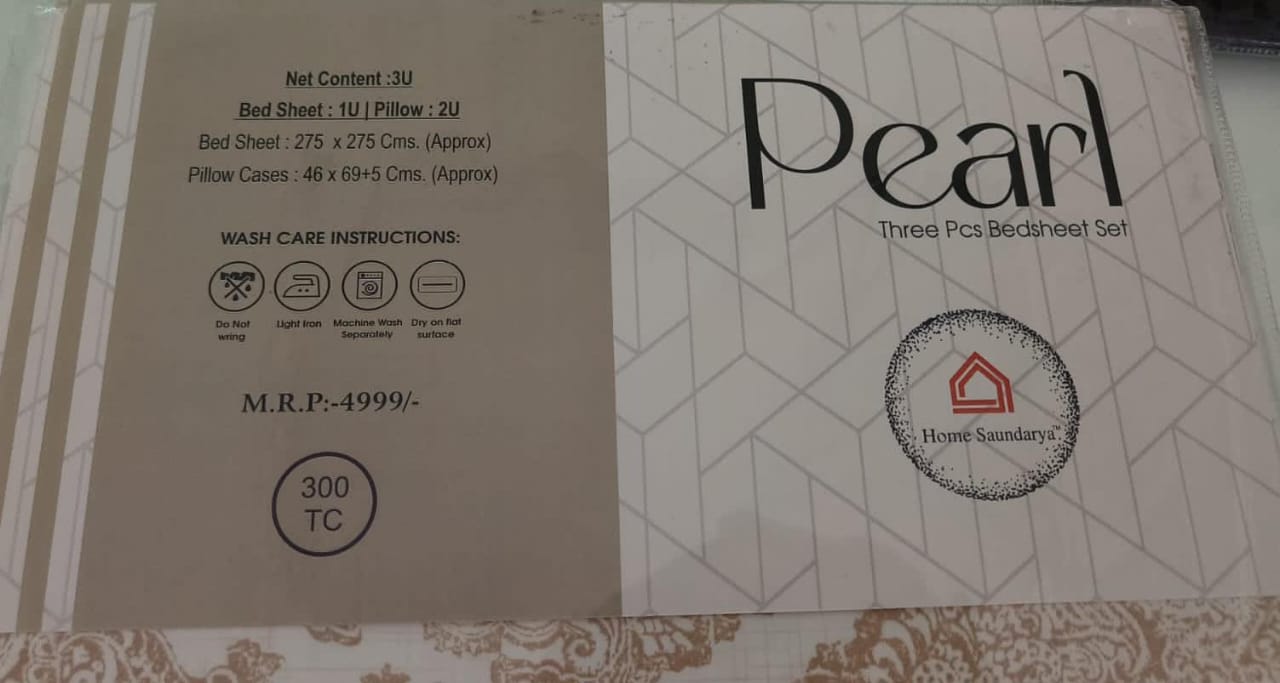 Net Content :3U
Bed Sheet : 1U | Pillow : 2U
Bed Sheet : 275 x 275 Cms. (Approx)
Pillow Cases : 46 x 69+5 Cms. (Approx)
WASH CARE INSTRUCTIONS:
Do Not
wring
Light Iron
Machine Wash
Separately
Dry on flat
surface
M.R.P:-4999/-
300
TC
Pearl
Three Pcs Bedsheet Set
Home Saundarya™